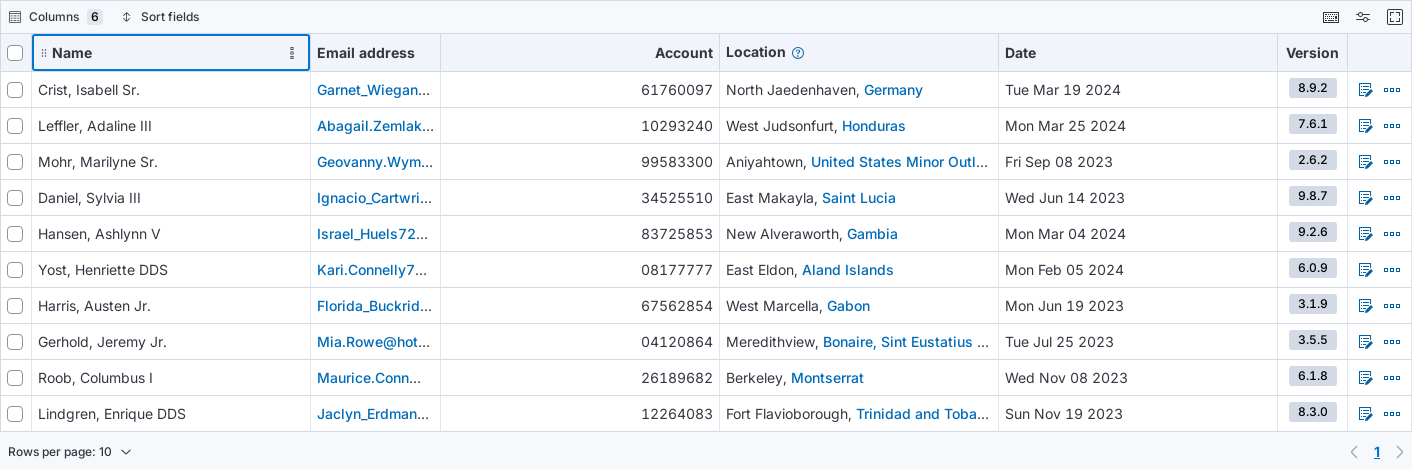 Columns 6 Sort fields
Name Email address Account Location Date Version
Crist, Isabell Sr. Garnet_Wiegan... 61760097 North Jaedenhaven, Germany Tue Mar 19 2024 8.9.2
Leffler, Adaline III Abagail.Zemlak... 10293240 West Judsonfurt, Honduras Mon Mar 25 2024 7.6.1
Mohr, Marilyne Sr. Geovanny.Wym... 99583300 Aniyahtown, United States Minor Outl... Fri Sep 08 2023 2.6.2
Daniel, Sylvia III Ignacio_Cartwri... 34525510 East Makayla, Saint Lucia Wed Jun 14 2023 9.8.7
Hansen, Ashlynn V Israel_Huels72... 83725853 New Alveraworth, Gambia Mon Mar 04 2024 9.2.6
Yost, Henriette DDS Kari.Connelly7... 08177777 East Eldon, Aland Islands Mon Feb 05 2024 6.0.9
Harris, Austen Jr. Florida_Buckrid... 67562854 West Marcella, Gabon Mon Jun 19 2023 3.1.9
Gerhold, Jeremy Jr. Mia.Rowe@hot... 04120864 Meredithview, Bonaire, Sint Eustatius ... Tue Jul 25 2023 3.5.5
Roob, Columbus I Maurice.Conn... 26189682 Berkeley, Montserrat Wed Nov 08 2023 6.1.8
Lindgren, Enrique DDS Jaclyn_Erdman... 12264083 Fort Flavioborough, Trinidad and Toba... Sun Nov 19 2023 8.3.0
Rows per page: 10 1